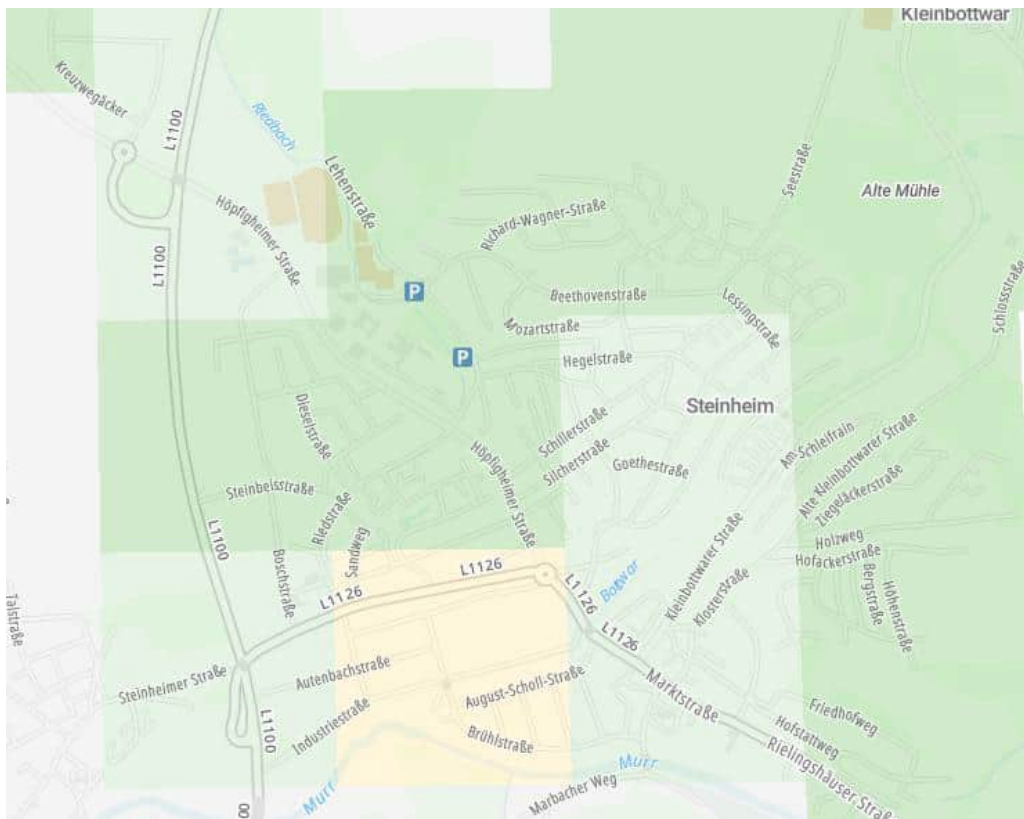 Kleinbottwar
Kreuzwegäcker
L1100
Riedbach
Lehenstraße
Seestraße
Alte Mühle
Höpfigheimer Straße
Richard-Wagner-Straße
L1100
Schlossstraße
P
Beethovenstraße
Lessingstraße
Mozartstraße
P
Hegelstraße
Steinheim
Dieselstraße
Schillerstraße
Silcherstraße
Goethestraße
Am Schleifrain
Alte Kleinbottwarer Straße
Ziegeläckerstraße
Höpfigheimer Straße
Steinbeisstraße
Riedstraße
Sandweg
L1100
Holzweg
Hofackerstraße
Bergstraße
Höhenstraße
Kleinbottwarer Straße
Klosterstraße
Bottwar
Boschstraße
L1126
L1126
L1126
L1126
Talstraße
Steinheimer Straße
Autenbachstraße
August-Scholl-Straße
Marktstraße
Industriestraße
L1100
Brühlstraße
Friedhofweg
Hofstattweg
Rielingshäuser Straß
Murr
Murr
Marbacher Weg
00